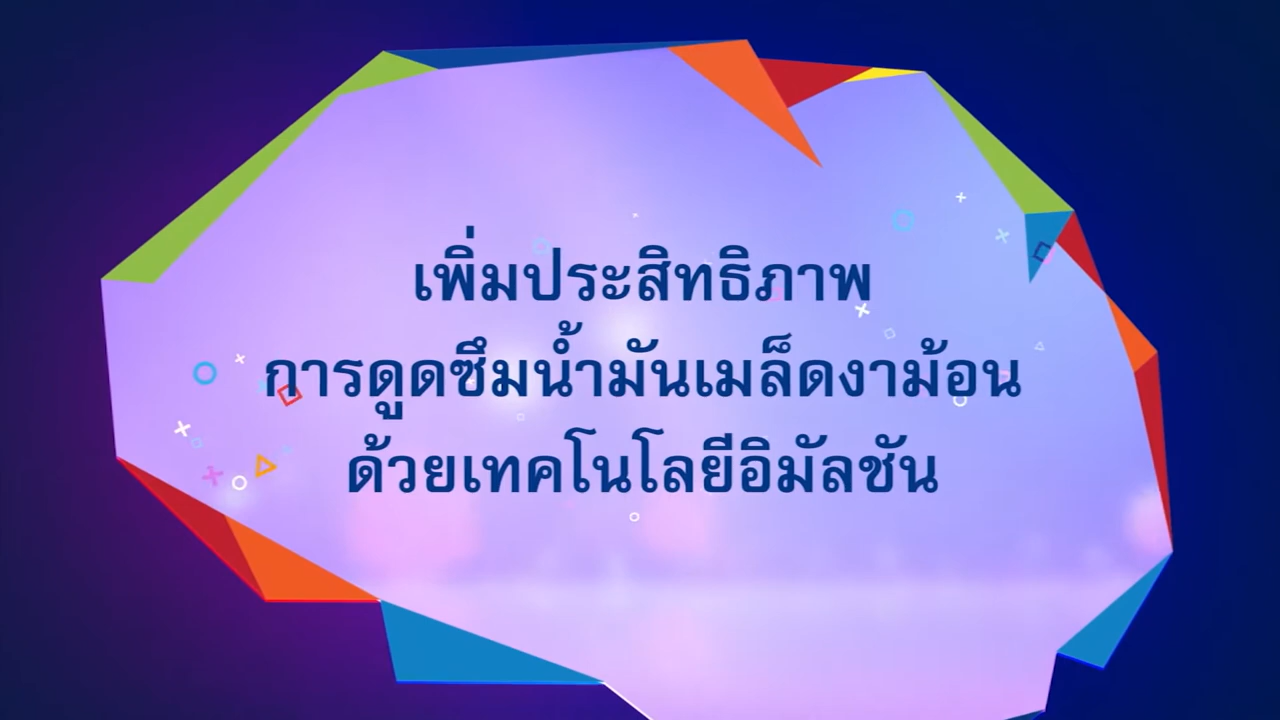 เพิ่มประสิทธิภาพ
การดูดซึมน้ำมันเมล็ดงาม้อน
ด้วยเทคโนโลยีอิมัลชัน